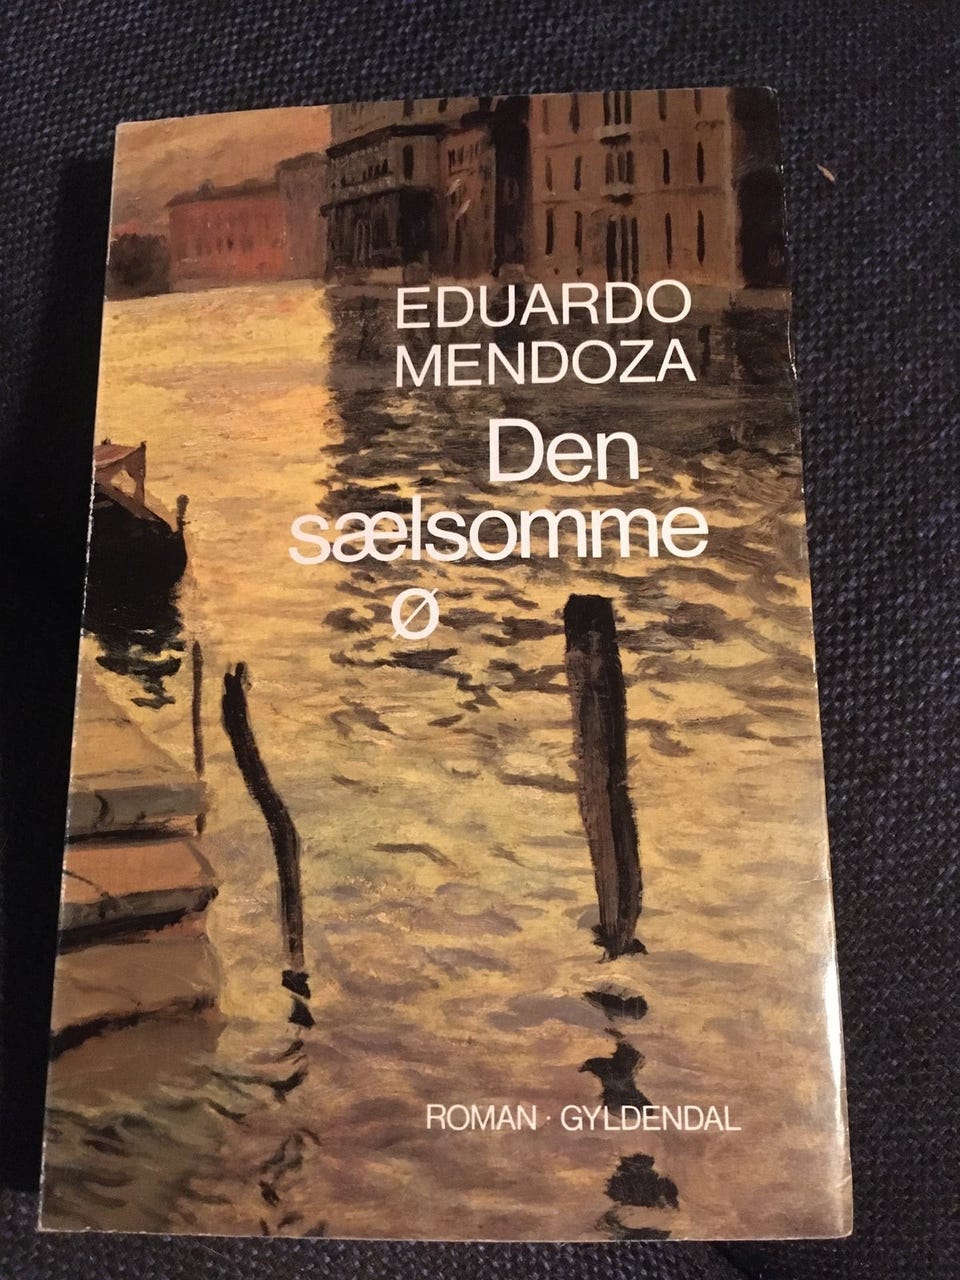 EDUARDO
MENDOZA
Den
sælsomme
ø
ROMAN · GYLDENDAL